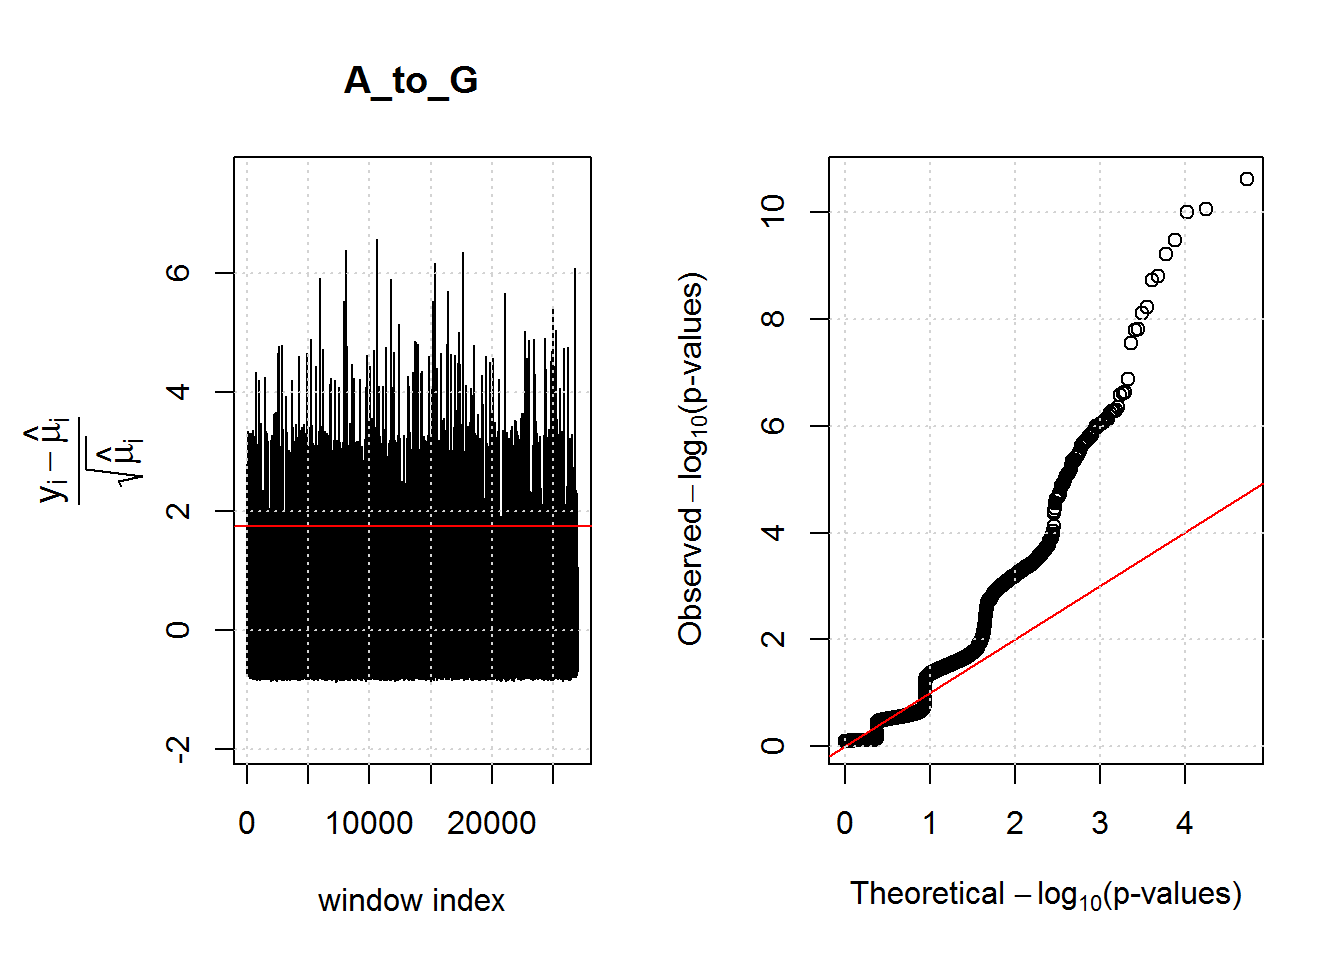 A_to_G
6
4
2
0
-2
yi − μ̂i
√μ̂i
0 10000 20000
window index
10
8
6
4
2
0
Observed − log10(p-values)
0 1 2 3 4
Theoretical − log10(p-values)